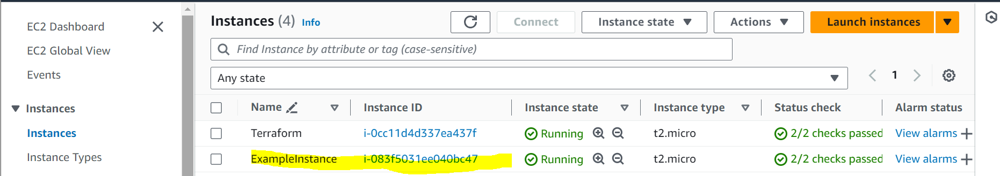 EC2 Dashboard
EC2 Global View
Events
Instances
Instances
Instance Types
Instances (4) Info
Connect
Instance state
Actions
Launch instances
Find Instance by attribute or tag (case-sensitive)
Any state
1
Name Instance ID Instance state Instance type Status check Alarm status
Terraform i-0cc11d4d337ea437f Running t2.micro 2/2 checks passed View alarms
ExampleInstance i-083f5031ee040bc47 Running t2.micro 2/2 checks passed View alarms